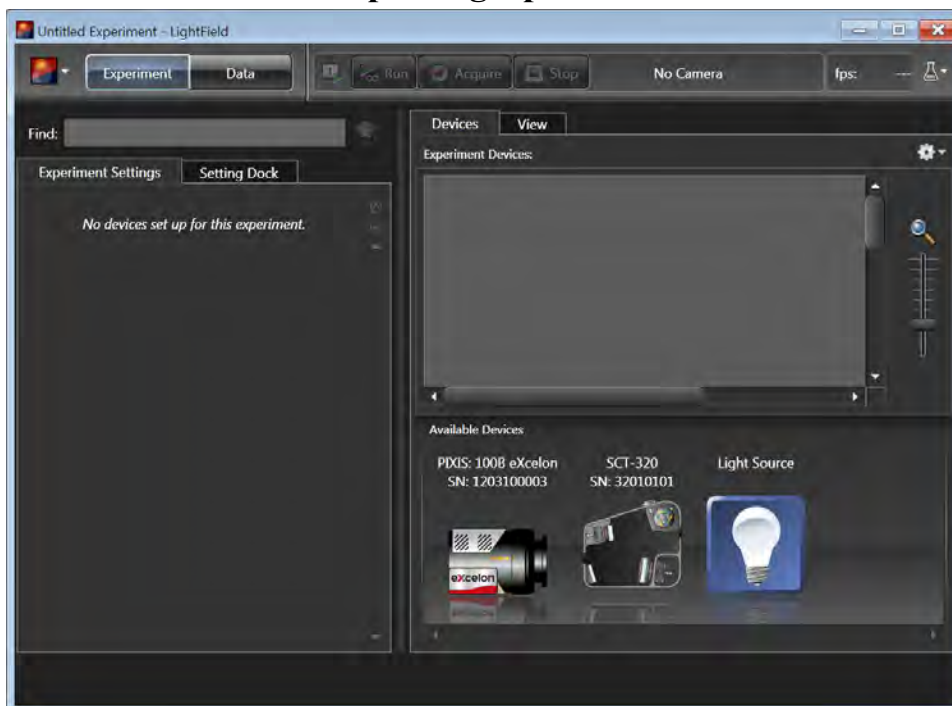 Untitled Experiment - LightField
Experiment
Data
Run
Acquire
Stop
No Camera
fps:
---
Find:
Experiment Settings
Setting Dock
No devices set up for this experiment.
Devices
View
Experiment Devices:
Available Devices
PIXIS: 100B eXcelon
SN: 1203100003
SCT-320
SN: 32010101
Light Source
eXcelon